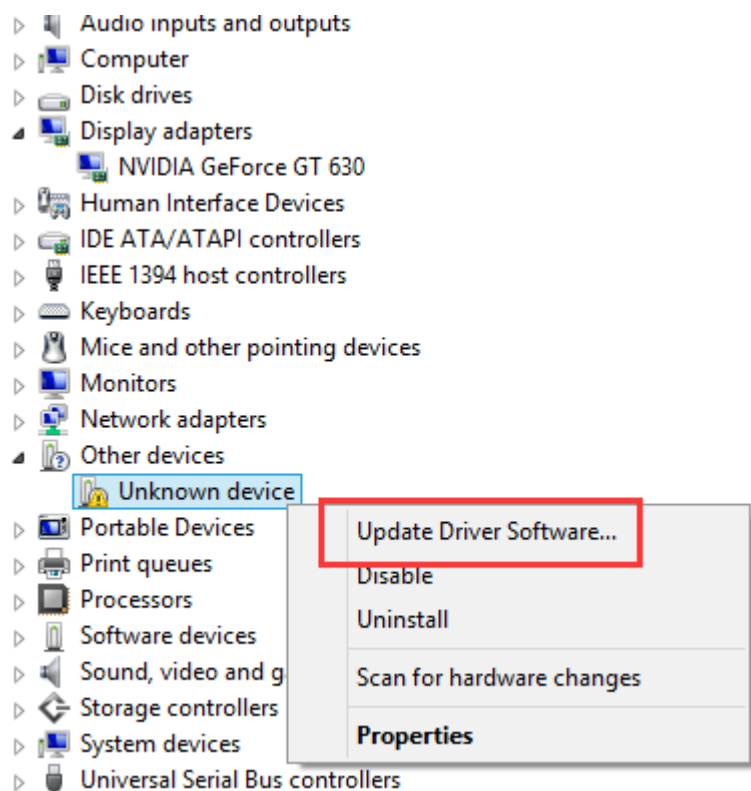 Audio inputs and outputs
Computer
Disk drives
Display adapters
NVIDIA GeForce GT 630
Human Interface Devices
IDE ATA/ATAPI controllers
IEEE 1394 host controllers
Keyboards
Mice and other pointing devices
Monitors
Network adapters
Other devices
Unknown device
Portable Devices
Print queues
Processors
Software devices
Sound, video and g
Storage controllers
System devices
Universal Serial Bus controllers
Update Driver Software...
Disable
Uninstall
Scan for hardware changes
Properties